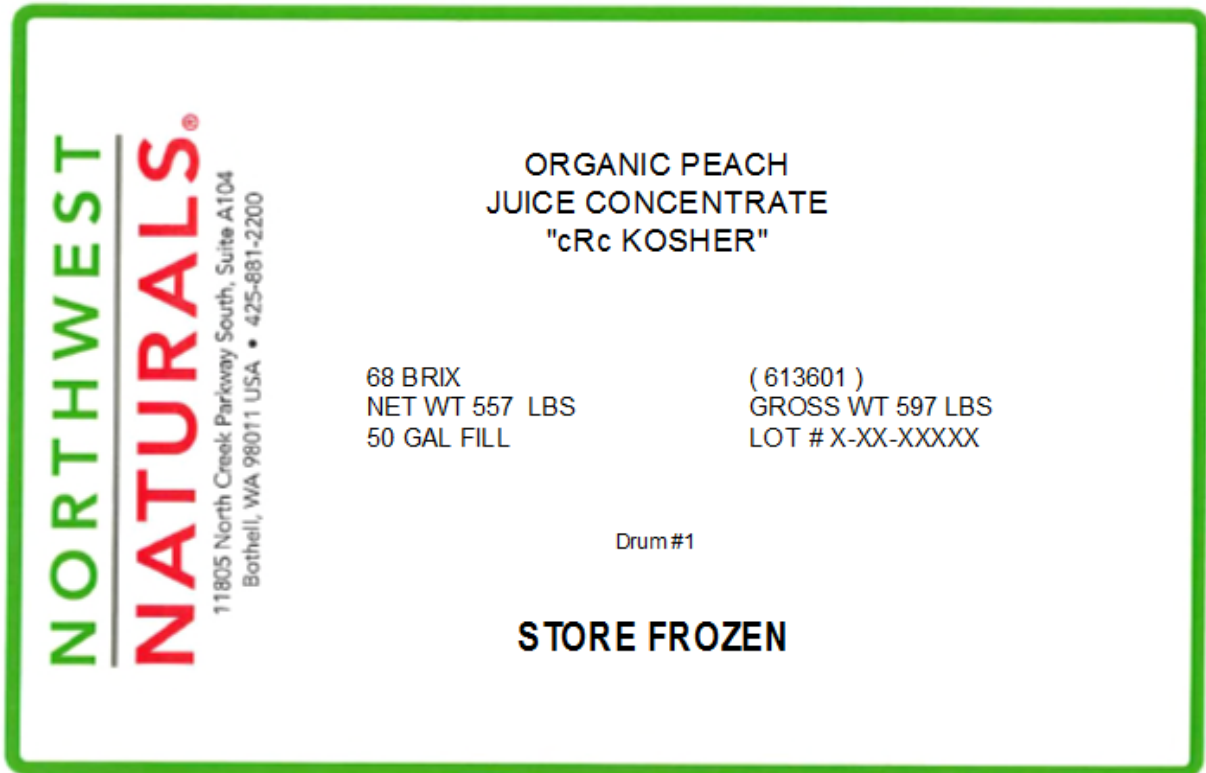 NORTHWEST
NATURALS®
11805 North Creek Parkway South, Suite A104
Bothell, WA 98011 USA • 425-881-2200
ORGANIC PEACH
JUICE CONCENTRATE
"cRc KOSHER"
68 BRIX
NET WT 557 LBS
50 GAL FILL
( 613601 )
GROSS WT 597 LBS
LOT # X-XX-XXXXX
Drum #1
STORE FROZEN